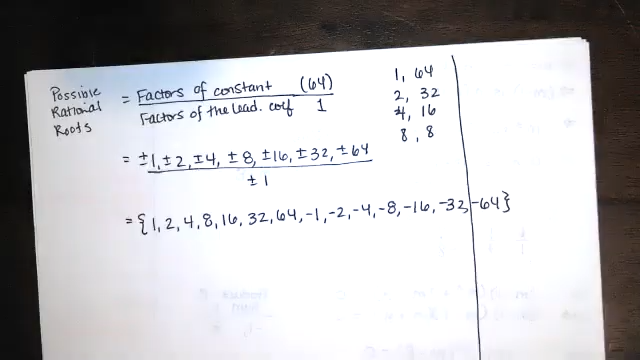 Possible
Rational
Roots
= Factors of constant (64)
Factors of the lead. coef 1
1, 64
2, 32
4, 16
8, 8
= ±1, ±2, ±4, ±8, ±16, ±32, ±64
±1
= {1, 2, 4, 8, 16, 32, 64, -1, -2, -4, -8, -16, -32, -64}